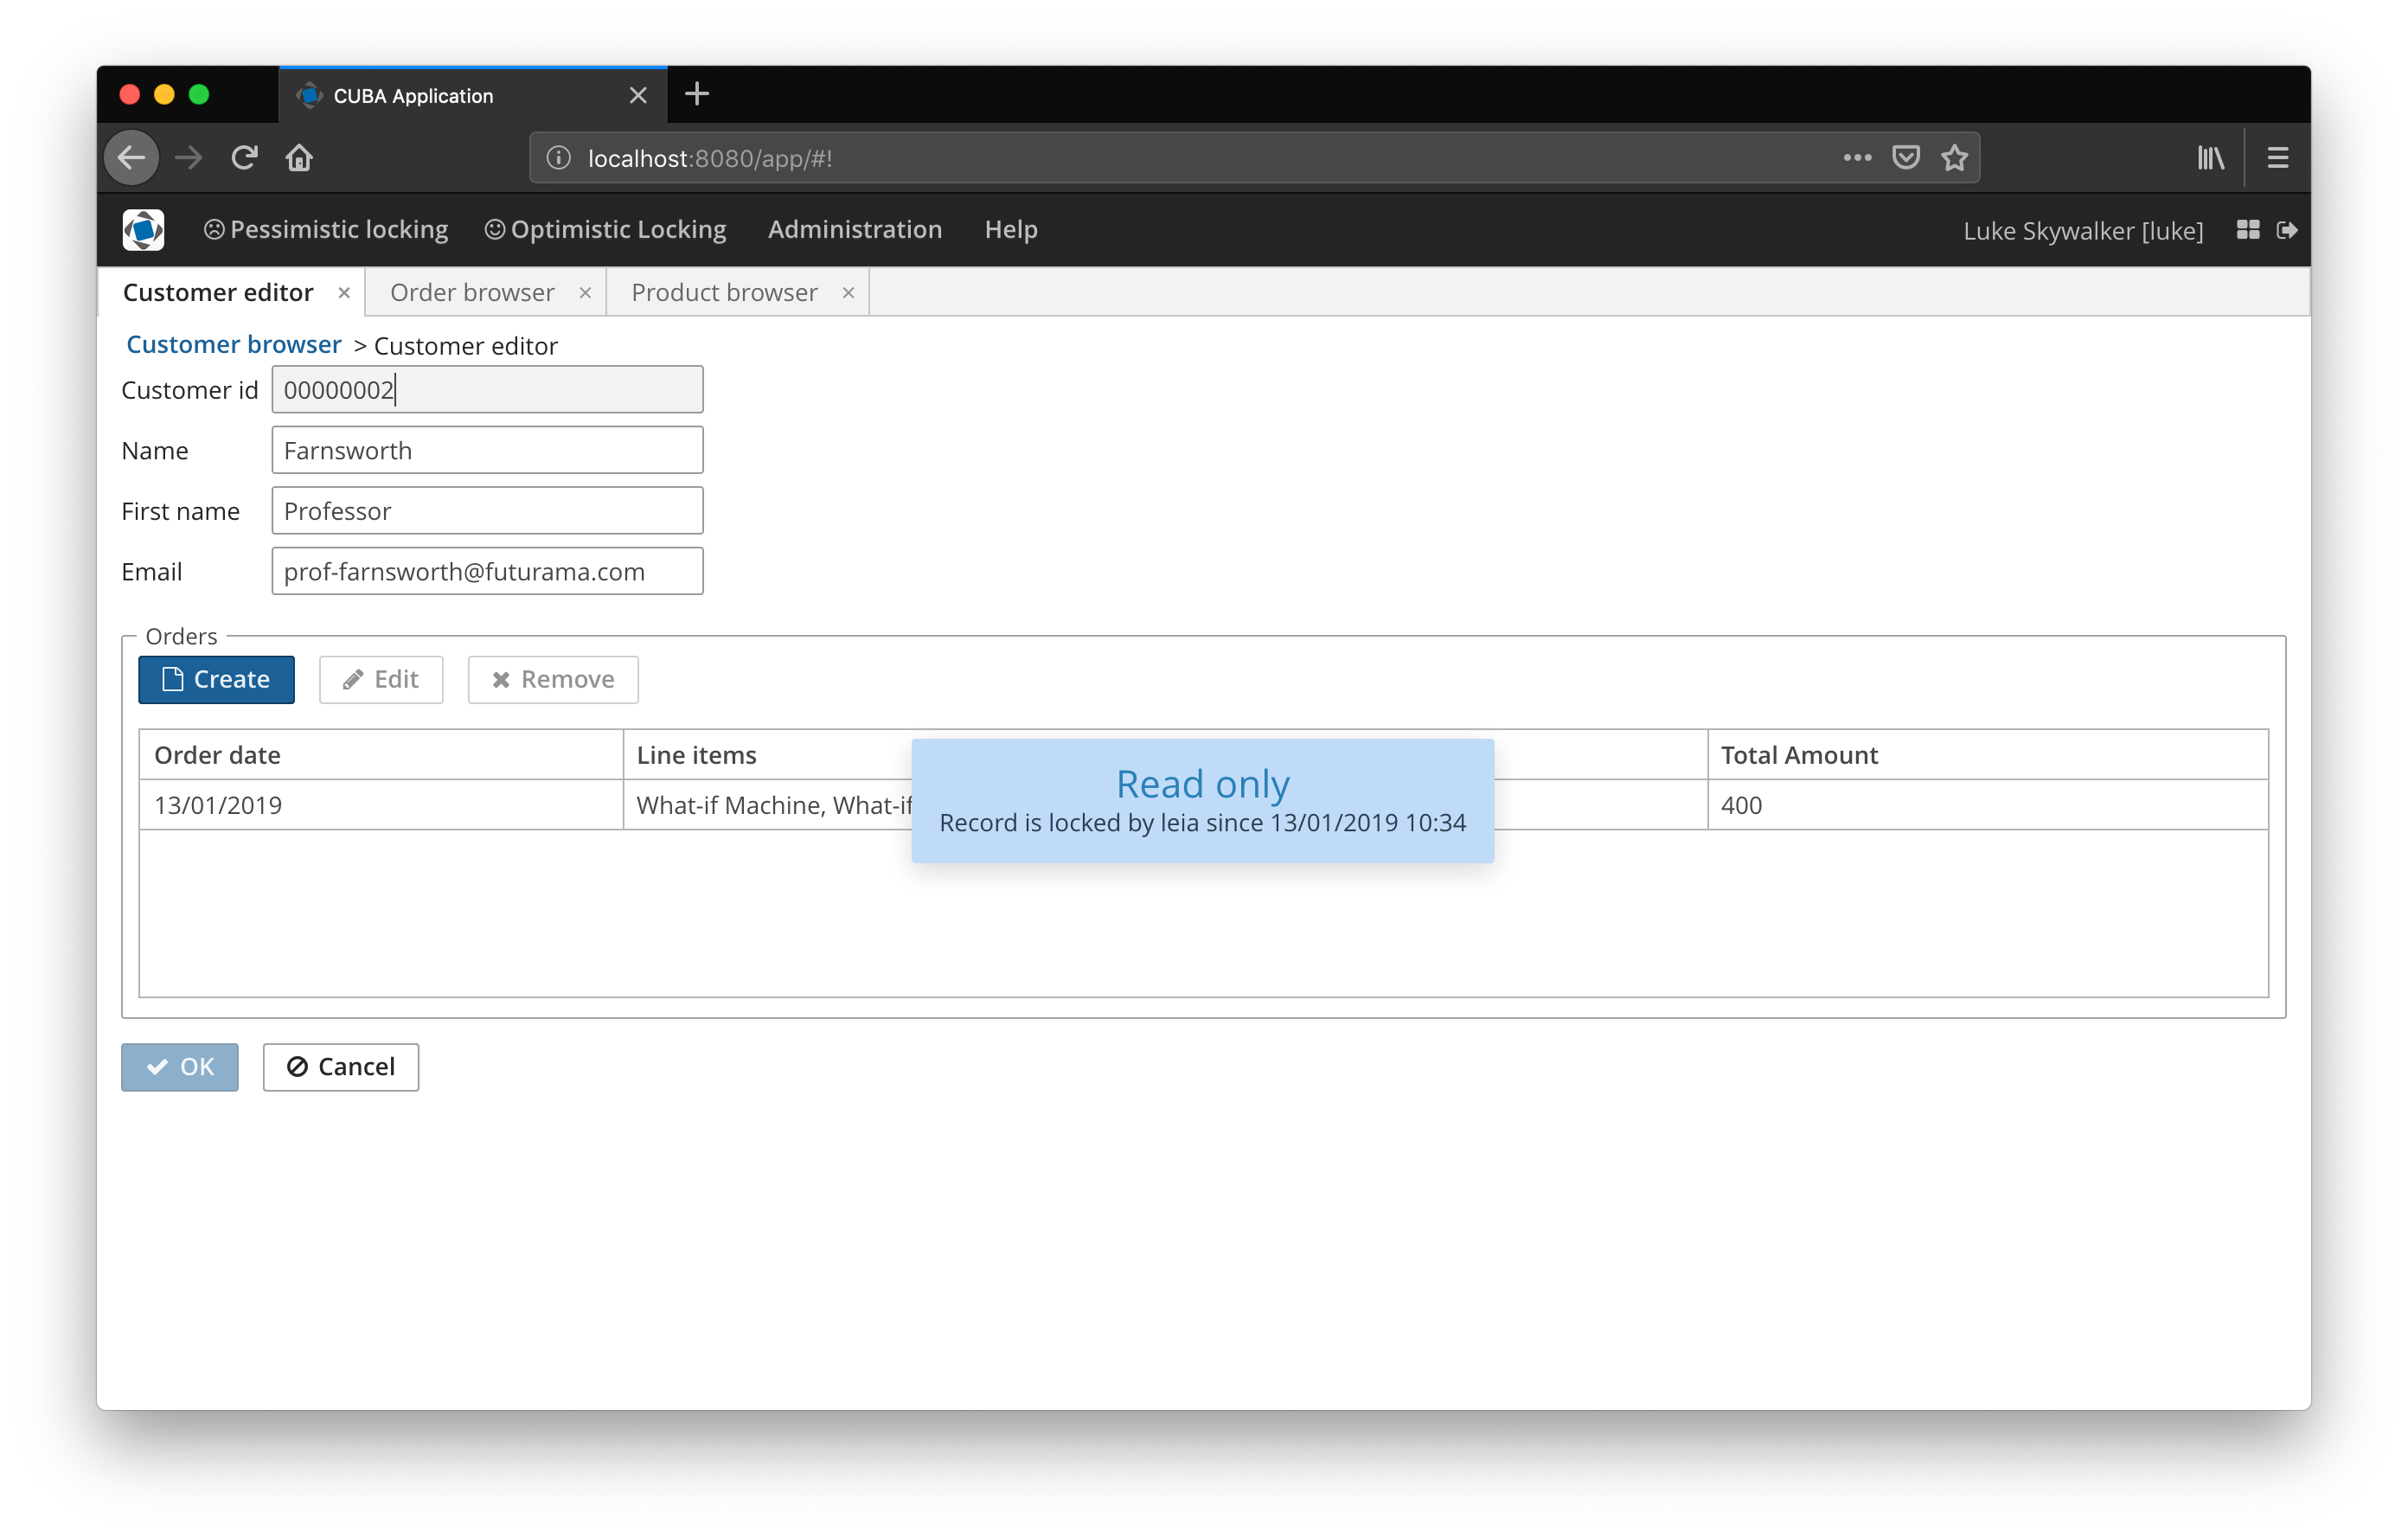 CUBA Application
localhost:8080/app/#!
Pessimistic locking Optimistic Locking Administration Help Luke Skywalker [luke]
Customer editor Order browser Product browser
Customer browser > Customer editor
Customer id 00000002
Name Farnsworth
First name Professor
Email prof-farnsworth@futurama.com
Orders
Create Edit Remove
Order date Line items Total Amount
13/01/2019 What-if Machine, What-if 400
Read only
Record is locked by leia since 13/01/2019 10:34
OK Cancel